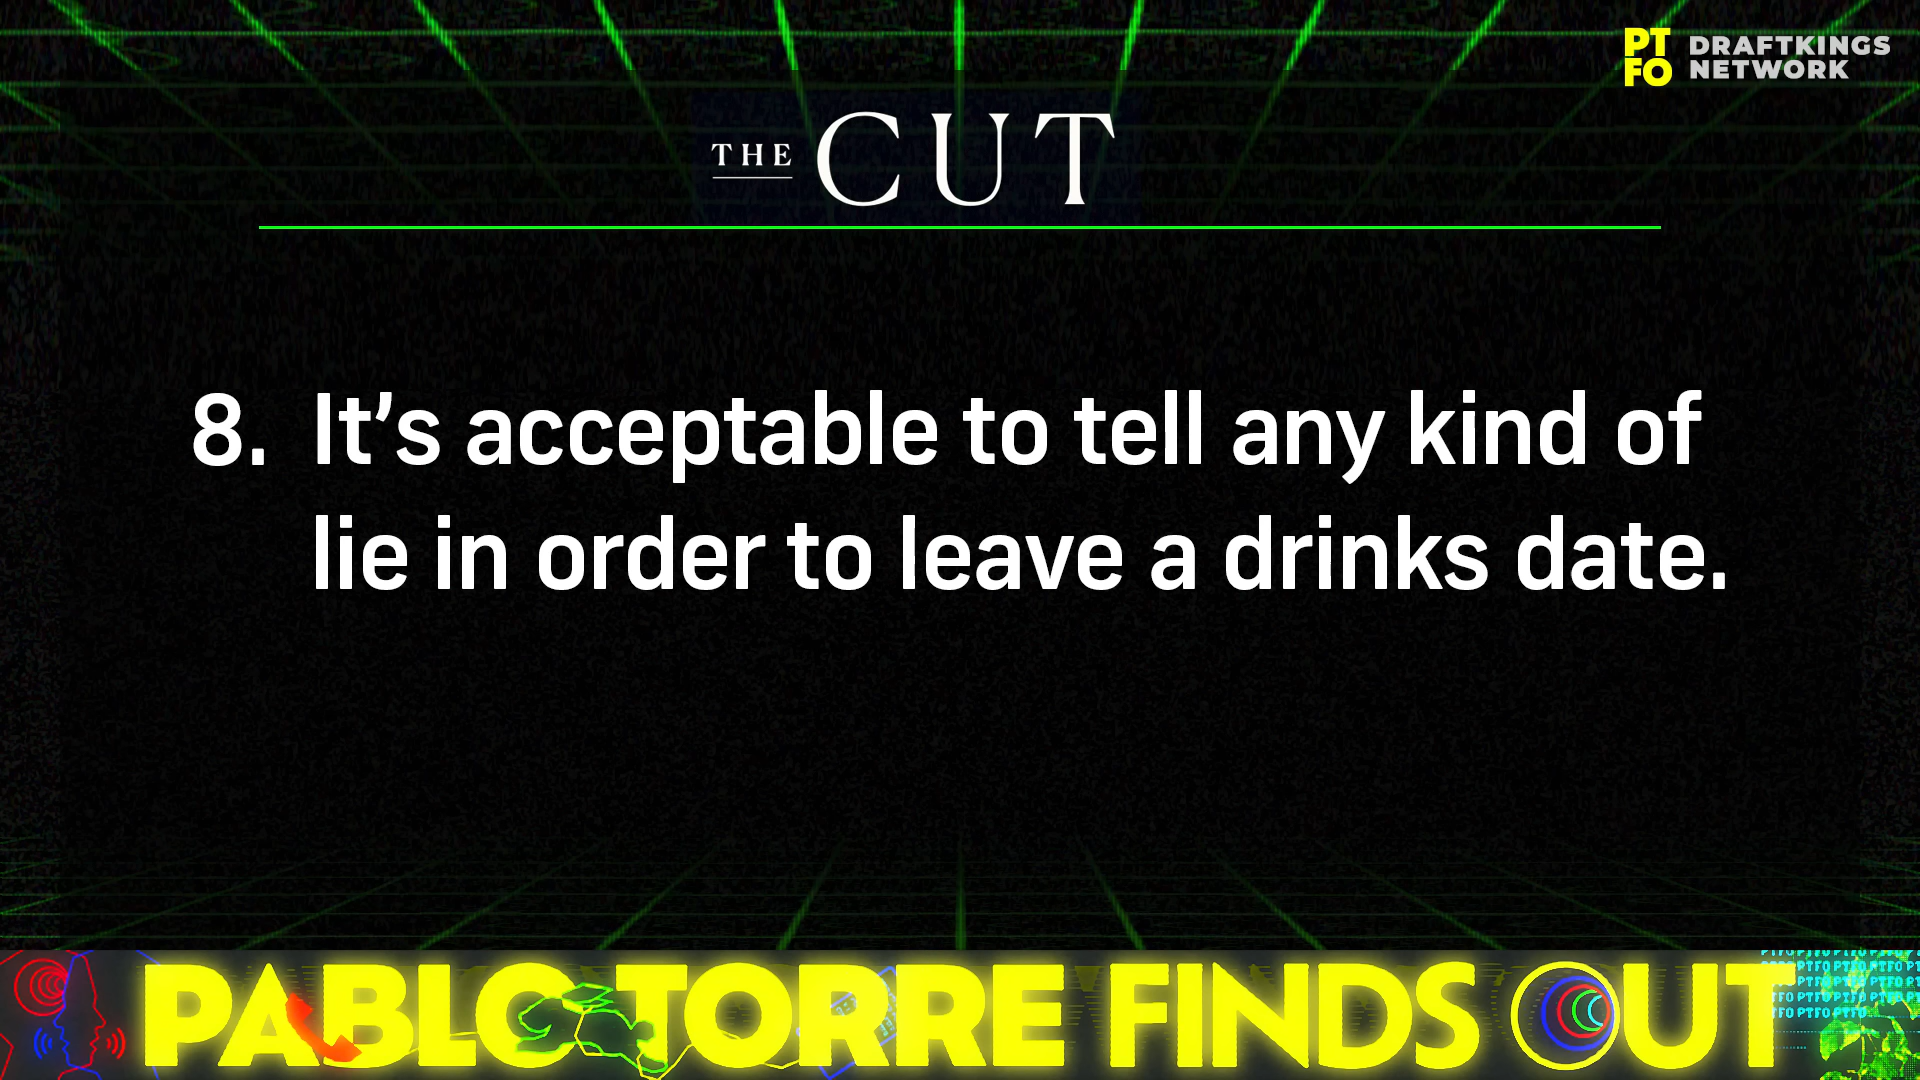 PT
FO
DRAFTKINGS
NETWORK
THE CUT
8. It’s acceptable to tell any kind of
lie in order to leave a drinks date.
PABLO TORRE FINDS OUT